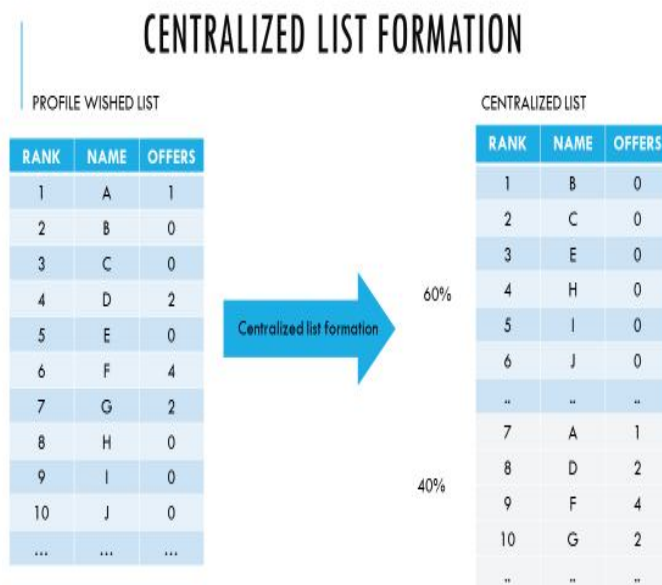 CENTRALIZED LIST FORMATION
PROFILE WISHED LIST
RANK NAME OFFERS
1 A 1
2 B 0
3 C 0
4 D 2
5 E 0
6 F 4
7 G 2
8 H 0
9 I 0
10 J 0
... ... ...
Centralized list formation
60%
40%
CENTRALIZED LIST
RANK NAME OFFERS
1 B 0
2 C 0
3 E 0
4 H 0
5 I 0
6 J 0
.. .. ..
7 A 1
8 D 2
9 F 4
10 G 2
.. .. ..